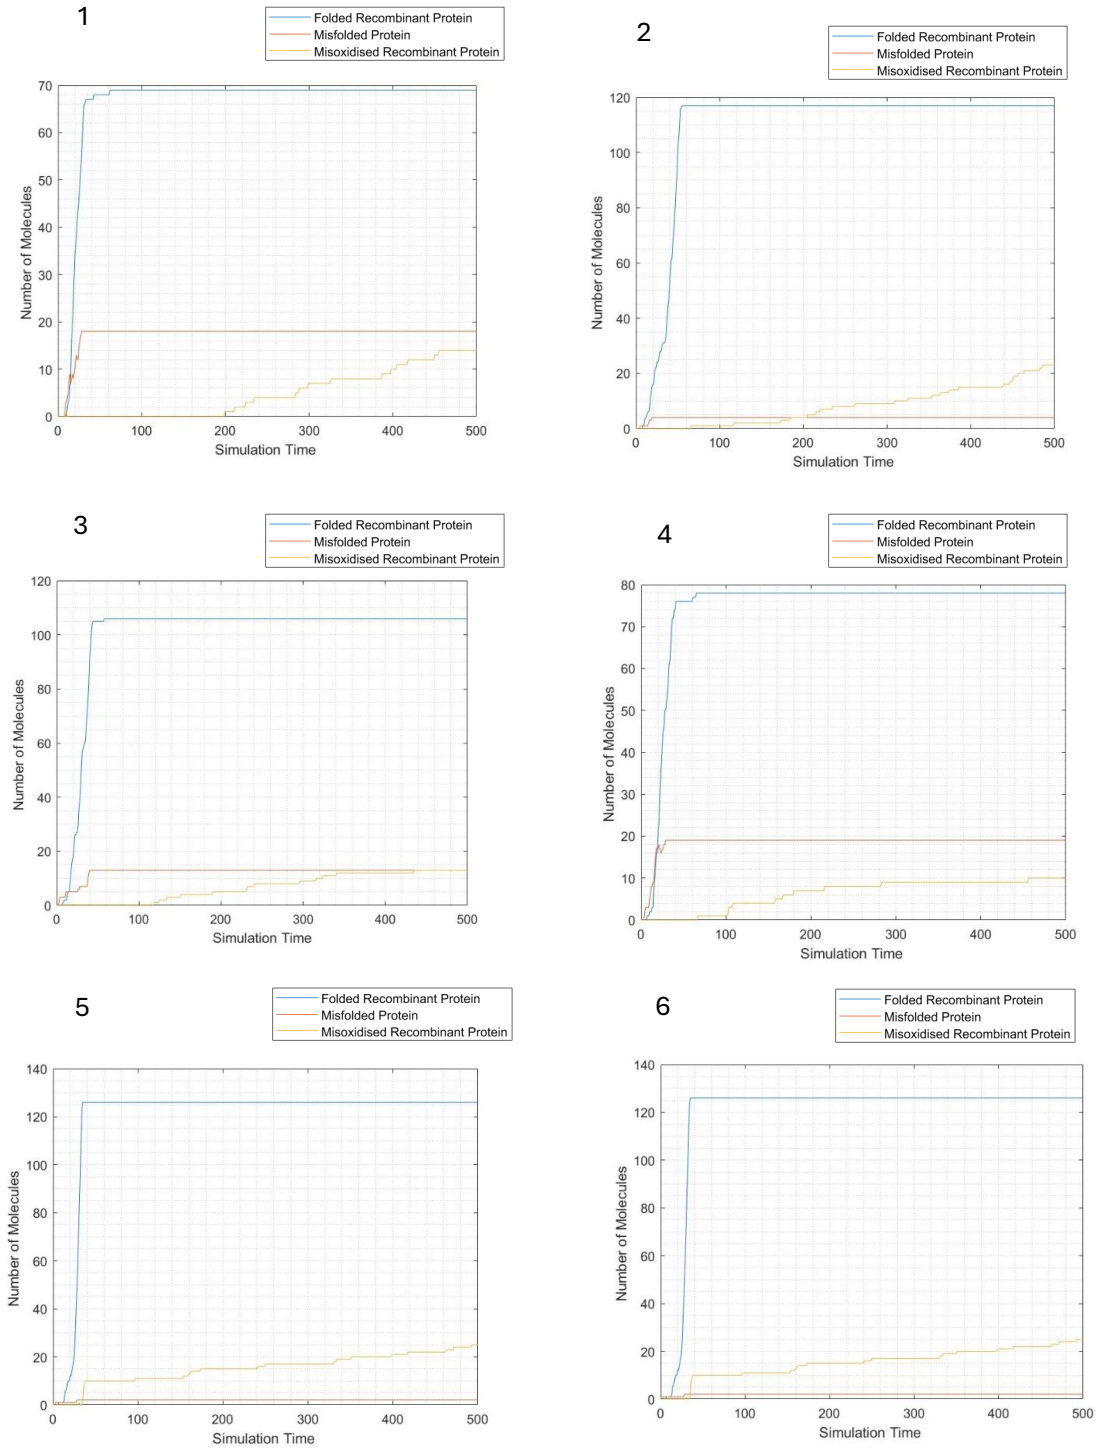 1
Folded Recombinant Protein
Misfolded Protein
Misoxidised Recombinant Protein
70
60
50
40
30
20
10
0
Number of Molecules
0 100 200 300 400 500
Simulation Time
2
Folded Recombinant Protein
Misfolded Protein
Misoxidised Recombinant Protein
120
100
80
60
40
20
0
Number of Molecules
0 100 200 300 400 500
Simulation Time
3
Folded Recombinant Protein
Misfolded Protein
Misoxidised Recombinant Protein
120
100
80
60
40
20
0
Number of Molecules
0 100 200 300 400 500
Simulation Time
4
Folded Recombinant Protein
Misfolded Protein
Misoxidised Recombinant Protein
80
70
60
50
40
30
20
10
0
Number of Molecules
0 100 200 300 400 500
Simulation Time
5
Folded Recombinant Protein
Misfolded Protein
Misoxidised Recombinant Protein
140
120
100
80
60
40
20
0
Number of Molecules
0 100 200 300 400 500
Simulation Time
6
Folded Recombinant Protein
Misfolded Protein
Misoxidised Recombinant Protein
140
120
100
80
60
40
20
0
Number of Molecules
0 100 200 300 400 500
Simulation Time